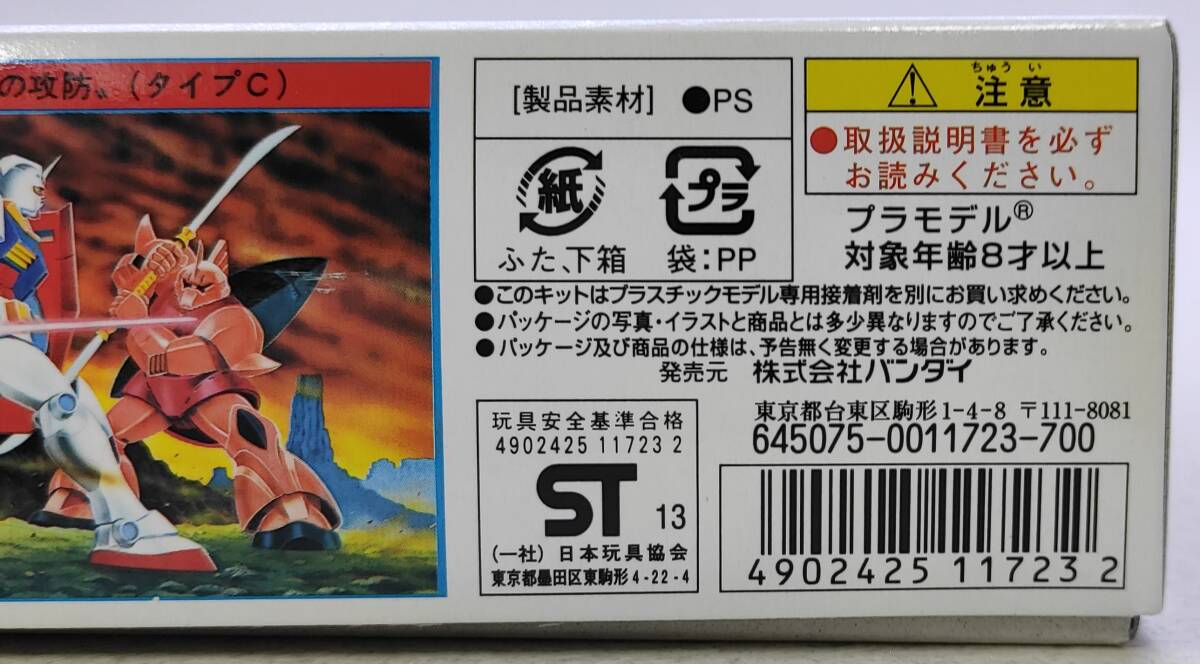 の攻防〟(タイプC)
[製品素材] ●PS
紙
ふた、下箱
プラ
袋:PP
ちゅう い
注意
●取扱説明書を必ず
お読みください。
プラモデル®
対象年齢8才以上
●このキットはプラスチックモデル専用接着剤を別にお買い求めください。
●パッケージの写真・イラストと商品とは多少異なりますのでご了承ください。
●パッケージ及び商品の仕様は、予告無く変更する場合があります。
発売元 株式会社バンダイ
東京都台東区駒形1-4-8 〒111-8081
645075-0011723-700
玩具安全基準合格
4902425 11723 2
ST 13
(一社) 日本玩具協会
東京都墨田区東駒形4-22-4
4902425 11723 2